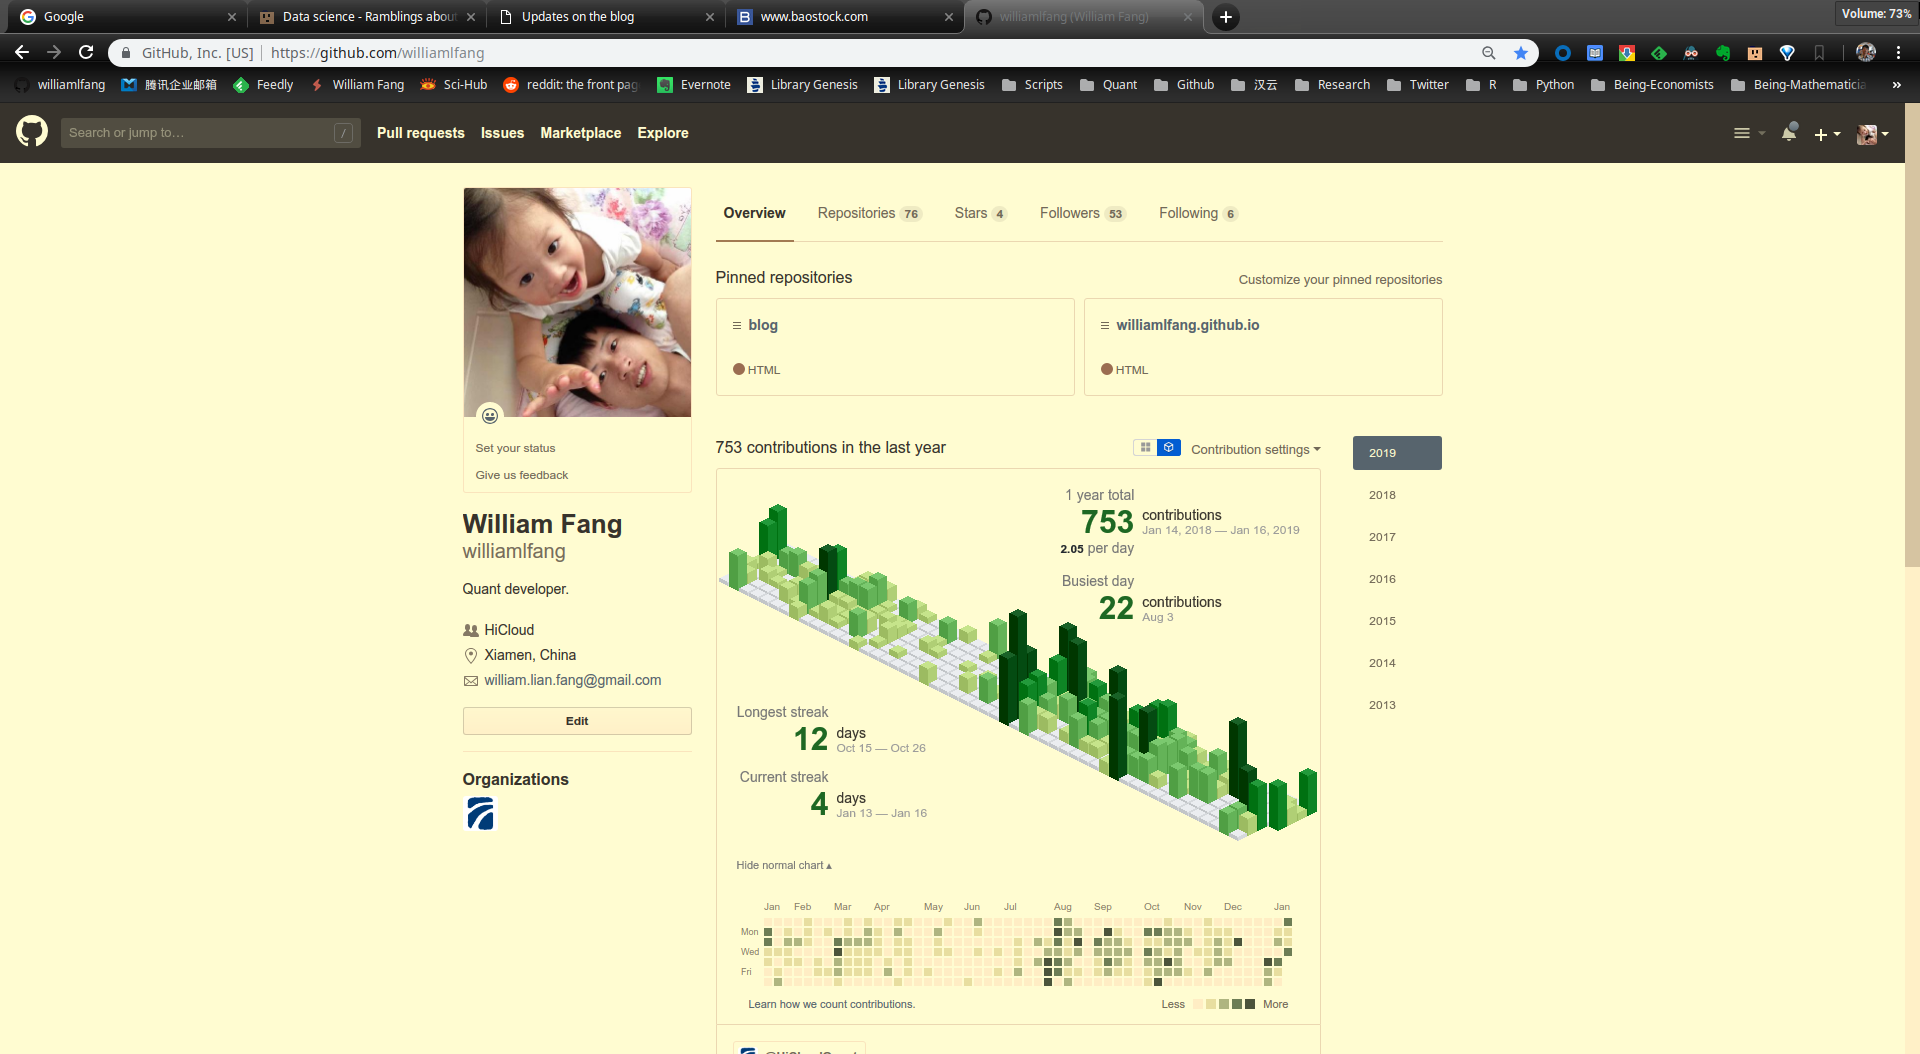 Google
Data science - Ramblings about
Updates on the blog
www.baostock.com
williamlfang (William Fang)
Volume: 73%
GitHub, Inc. [US]
https://github.com/williamlfang
williamlfang
腾讯企业邮箱
Feedly
William Fang
Sci-Hub
reddit: the front pag
Evernote
Library Genesis
Library Genesis
Scripts
Quant
Github
汉云
Research
Twitter
R
Python
Being-Economists
Being-Mathematicia
»
Search or jump to…
/
Pull requests
Issues
Marketplace
Explore
Overview
Repositories 76
Stars 4
Followers 53
Following 6
Pinned repositories
Customize your pinned repositories
blog
HTML
williamlfang.github.io
HTML
Set your status
Give us feedback
William Fang
williamlfang
Quant developer.
HiCloud
Xiamen, China
william.lian.fang@gmail.com
Edit
Organizations
753 contributions in the last year
Contribution settings
2019
2018
2017
2016
2015
2014
2013
1 year total
753 contributions
Jan 14, 2018 — Jan 16, 2019
2.05 per day
Busiest day
22 contributions
Aug 3
Longest streak
12 days
Oct 15 — Oct 26
Current streak
4 days
Jan 13 — Jan 16
Hide normal chart
Jan Feb Mar Apr May Jun Jul Aug Sep Oct Nov Dec Jan
Mon
Wed
Fri
Learn how we count contributions.
Less
More